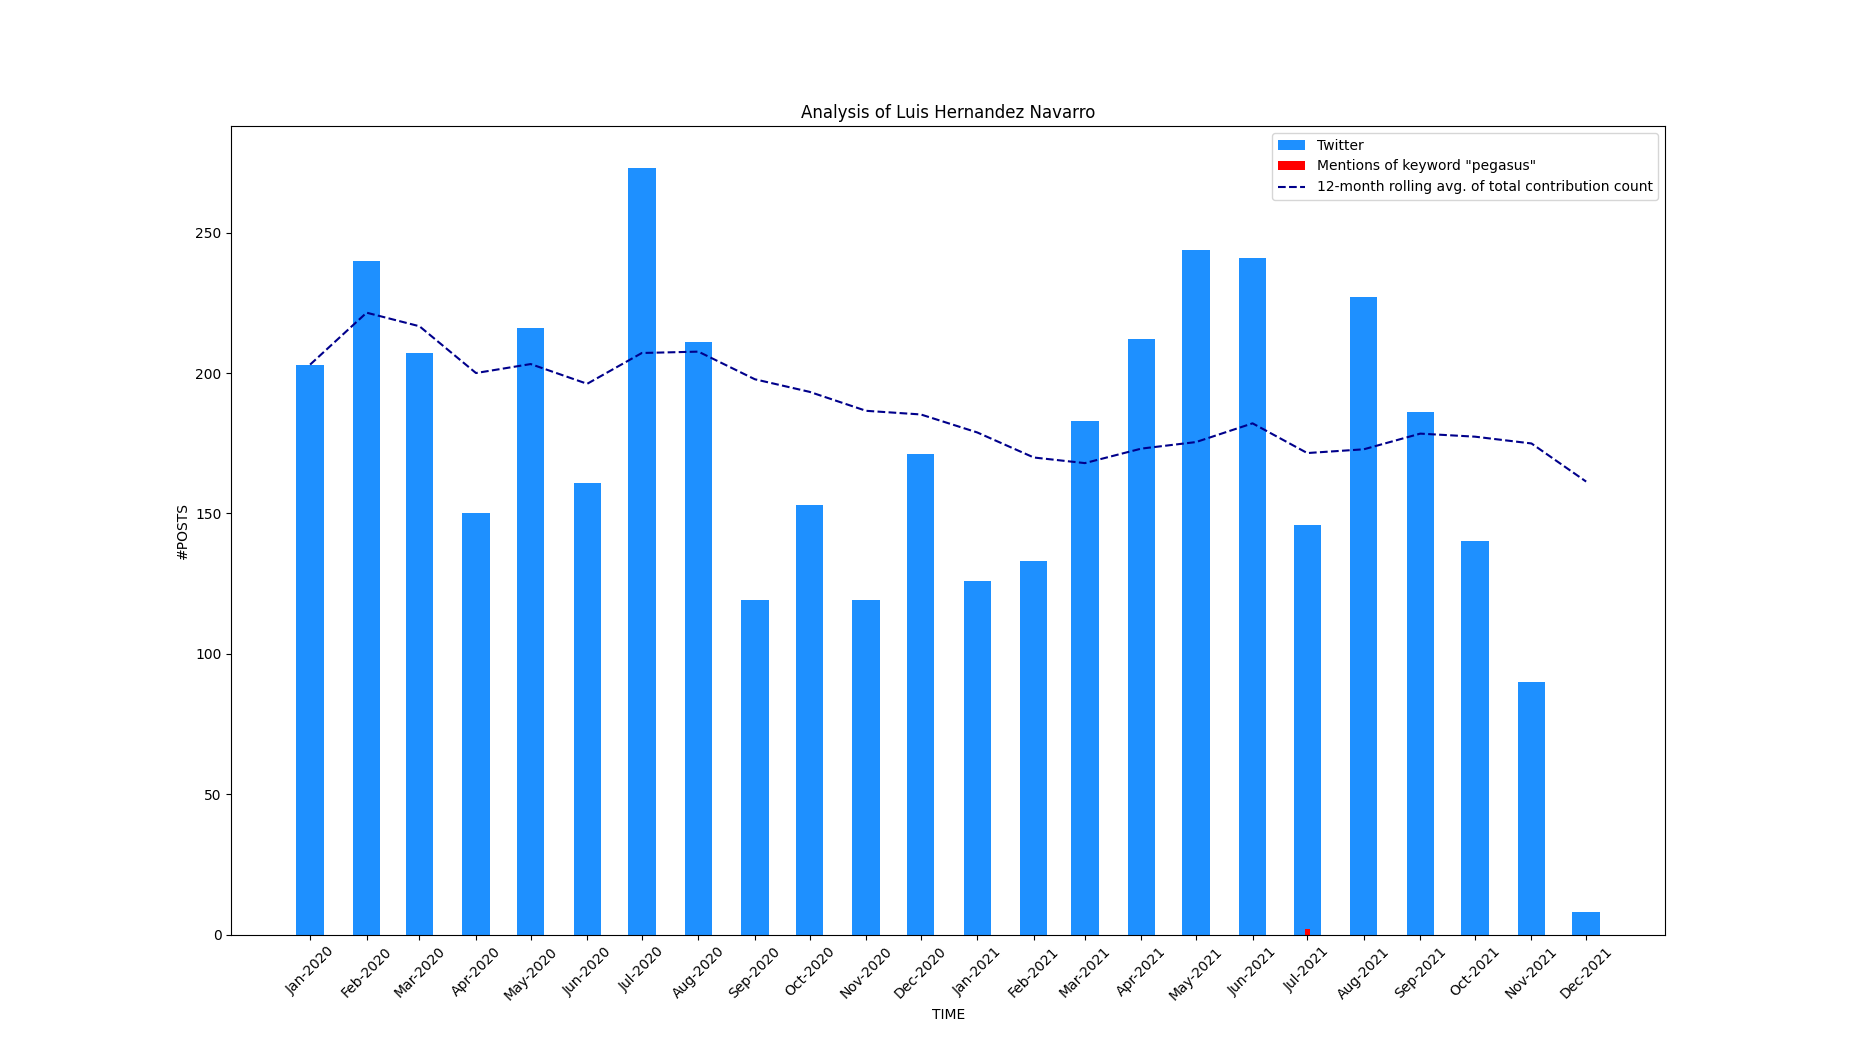 Analysis of Luis Hernandez Navarro
Twitter
Mentions of keyword "pegasus"
12-month rolling avg. of total contribution count
#POSTS
250
200
150
100
50
0
Jan-2020
Feb-2020
Mar-2020
Apr-2020
May-2020
Jun-2020
Jul-2020
Aug-2020
Sep-2020
Oct-2020
Nov-2020
Dec-2020
Jan-2021
Feb-2021
Mar-2021
Apr-2021
May-2021
Jun-2021
Jul-2021
Aug-2021
Sep-2021
Oct-2021
Nov-2021
Dec-2021
TIME